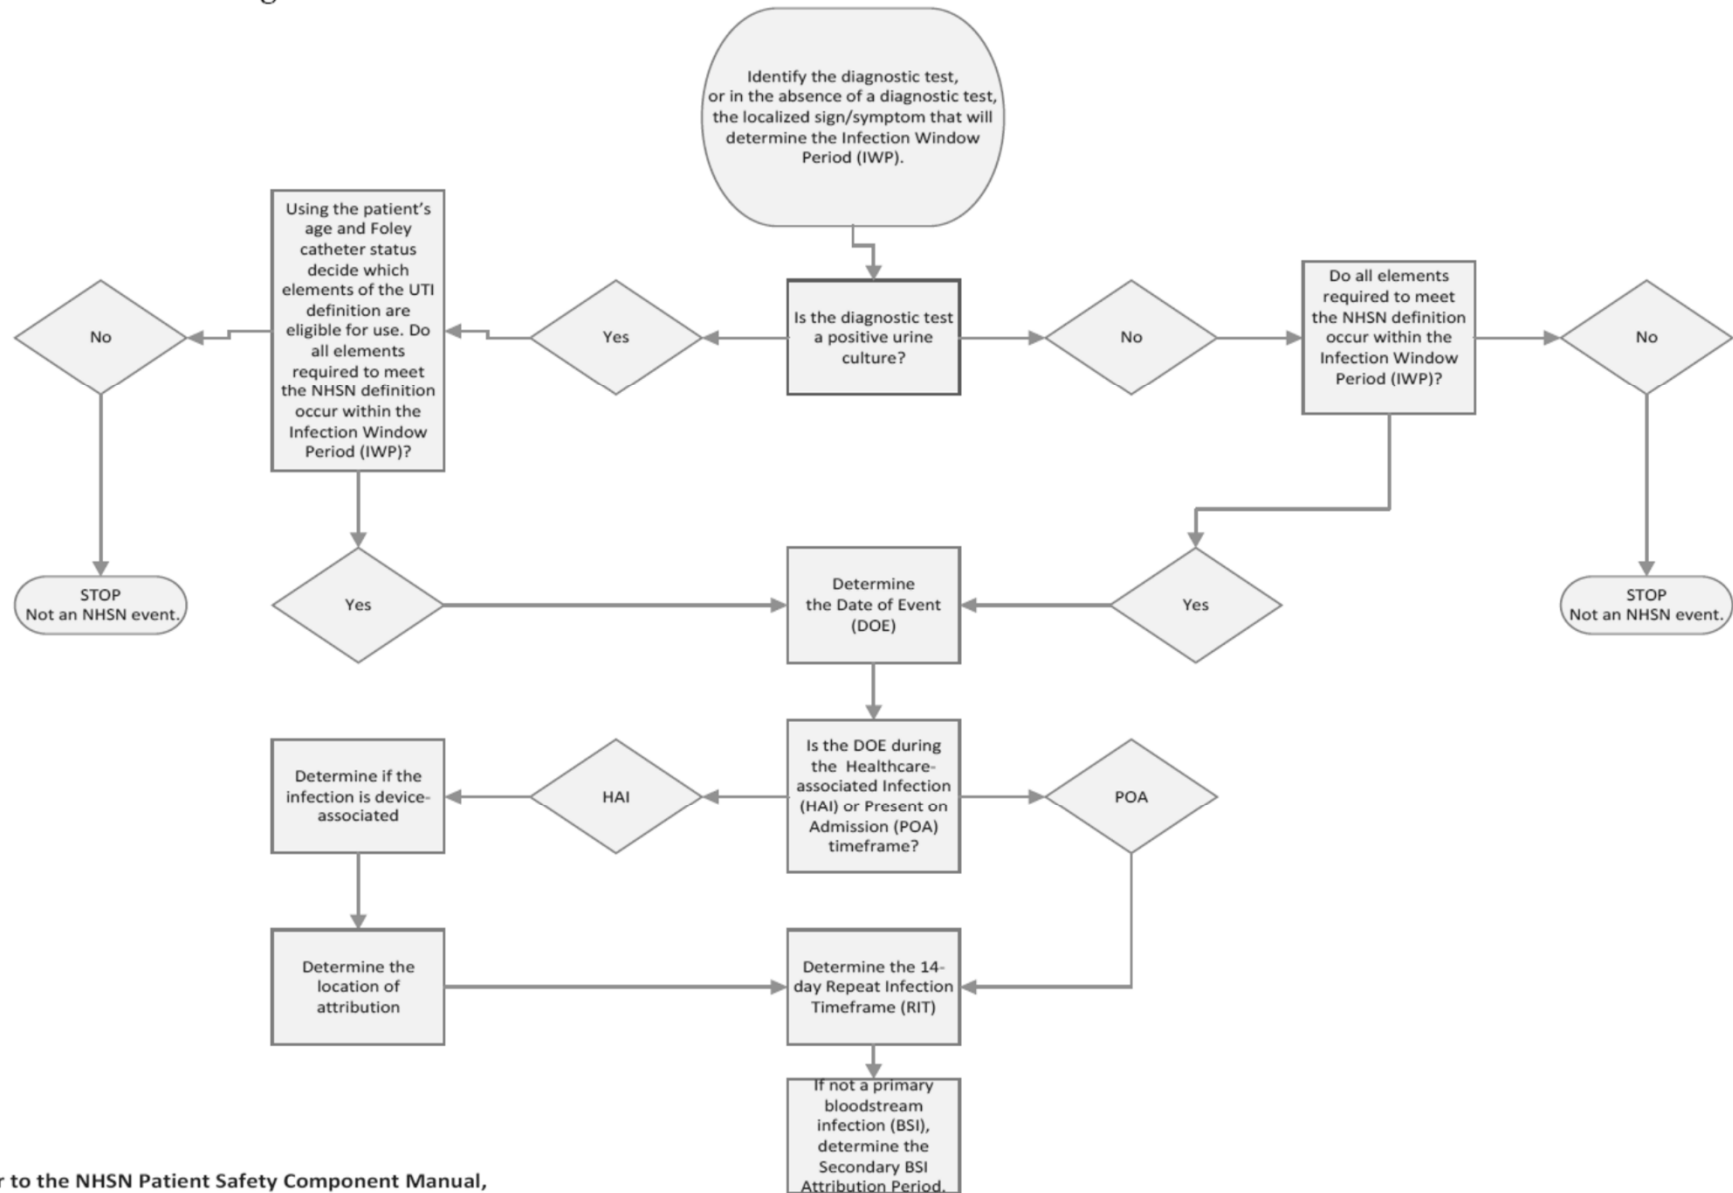 Identify the diagnostic test,
or in the absence of a diagnostic test,
the localized sign/symptom that will
determine the Infection Window
Period (IWP).
Using the patient's
age and Foley
catheter status
decide which
elements of the UTI
definition are
eligible for use. Do
all elements
required to meet
the NHSN definition
occur within the
Infection Window
Period (IWP)?
No
Yes
Is the diagnostic test
a positive urine
culture?
No
Do all elements
required to meet
the NHSN definition
occur within the
Infection Window
Period (IWP)?
No
STOP
Not an NHSN event.
Yes
Determine
the Date of Event
(DOE)
Yes
STOP
Not an NHSN event.
Determine if the
infection is device-
associated
HAI
Is the DOE during
the Healthcare-
associated Infection
(HAI) or Present on
Admission (POA)
timeframe?
POA
Determine the
location of
attribution
Determine the 14-
day Repeat Infection
Timeframe (RIT)
If not a primary
bloodstream
infection (BSI),
determine the
Secondary BSI
Attribution Period.
to the NHSN Patient Safety Component Manual,